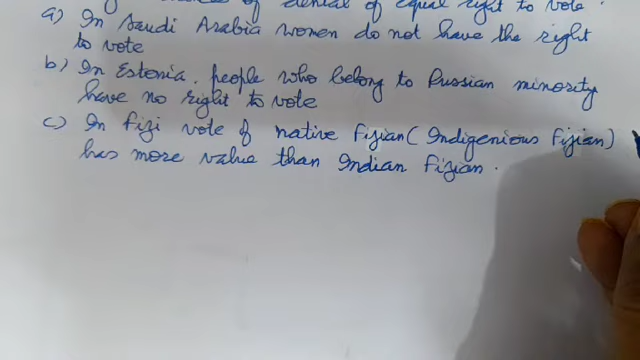 of denial of equal right to vote.
a) In Saudi Arabia women do not have the right
to vote
b) In Estonia, people who belong to Russian minority
have no right to vote
c) In Fizi vote of native Fijian (Indigenious Fijian)
has more value than Indian Fijian.